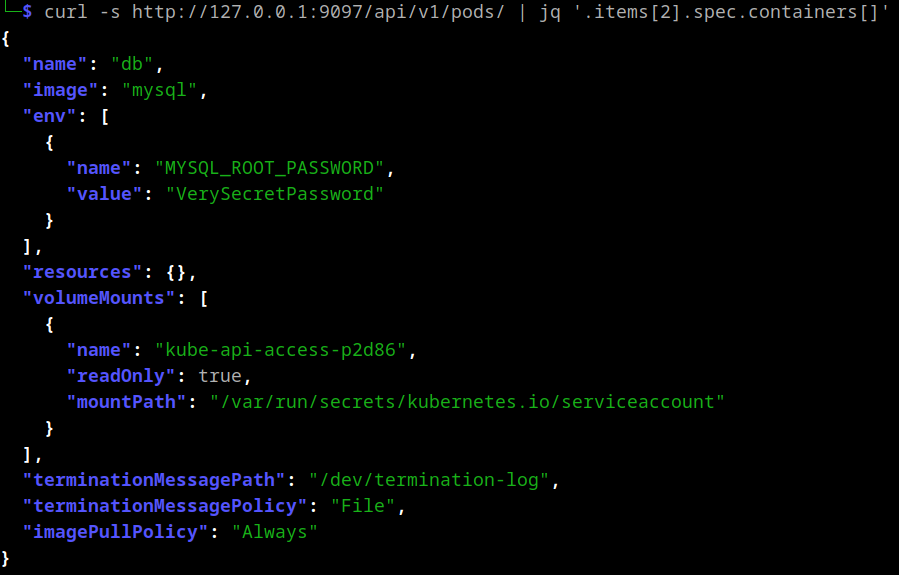 └─$ curl -s http://127.0.0.1:9097/api/v1/pods/ | jq '.items[2].spec.containers[]'
{
  "name": "db",
  "image": "mysql",
  "env": [
    {
      "name": "MYSQL_ROOT_PASSWORD",
      "value": "VerySecretPassword"
    }
  ],
  "resources": {},
  "volumeMounts": [
    {
      "name": "kube-api-access-p2d86",
      "readOnly": true,
      "mountPath": "/var/run/secrets/kubernetes.io/serviceaccount"
    }
  ],
  "terminationMessagePath": "/dev/termination-log",
  "terminationMessagePolicy": "File",
  "imagePullPolicy": "Always"
}